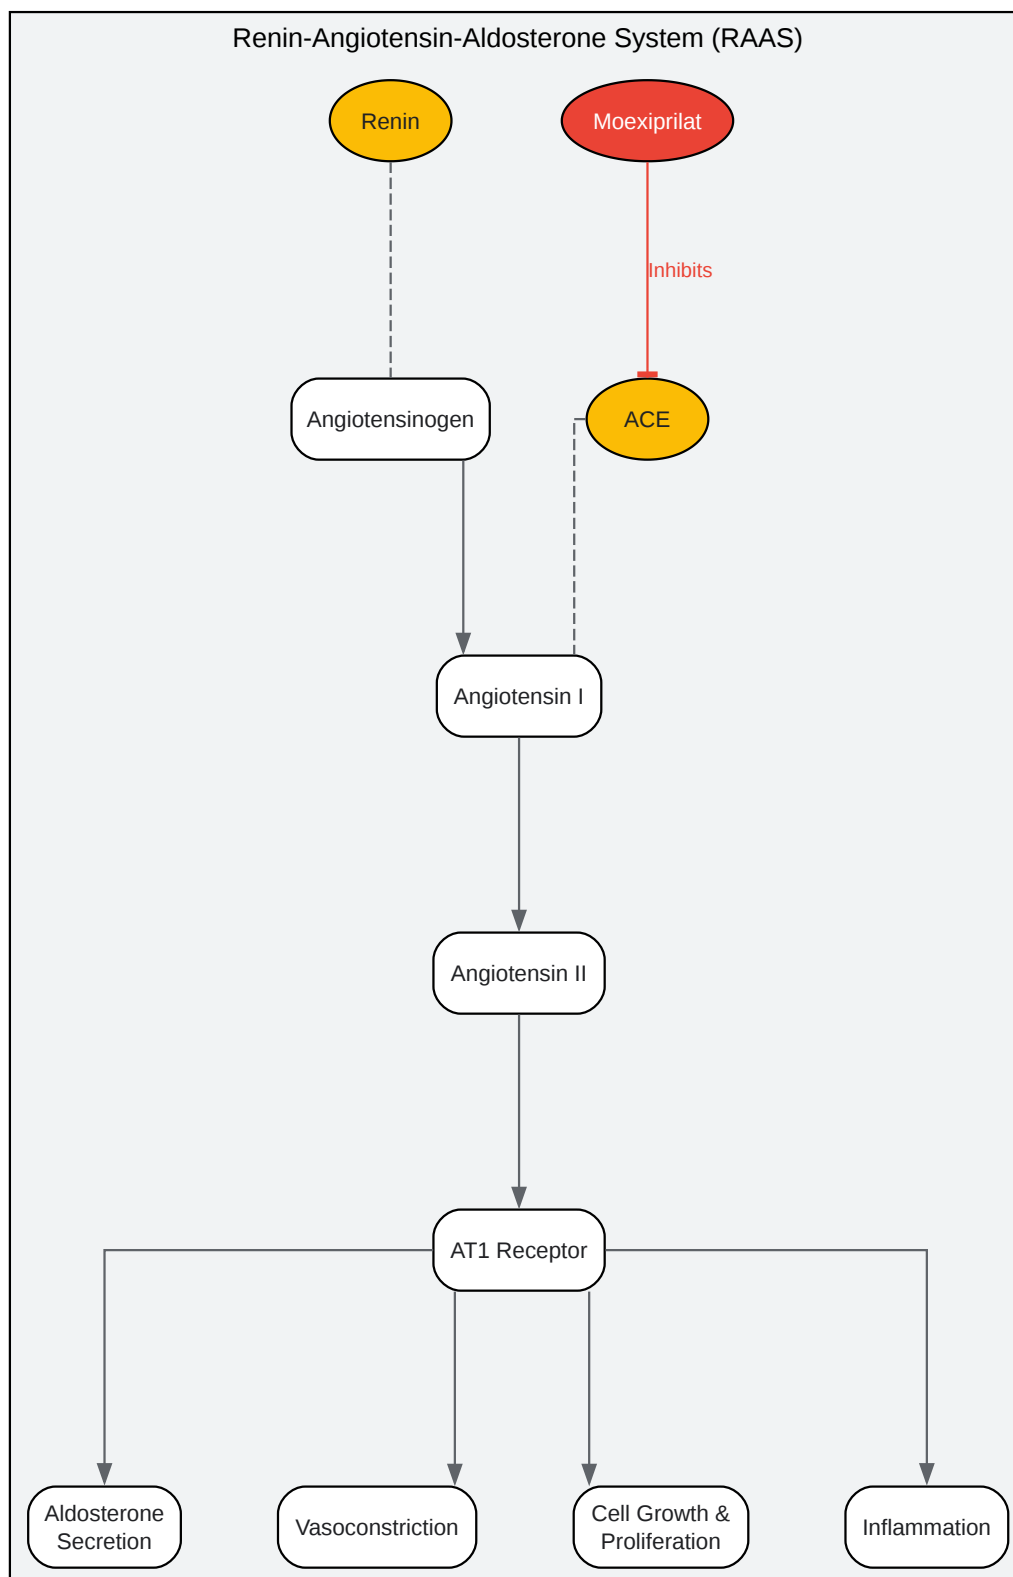 Renin-Angiotensin-Aldosterone System (RAAS)
Renin
Moexiprilat
Inhibits
Angiotensinogen
ACE
Angiotensin I
Angiotensin II
AT1 Receptor
Aldosterone
Secretion
Vasoconstriction
Cell Growth &
Proliferation
Inflammation